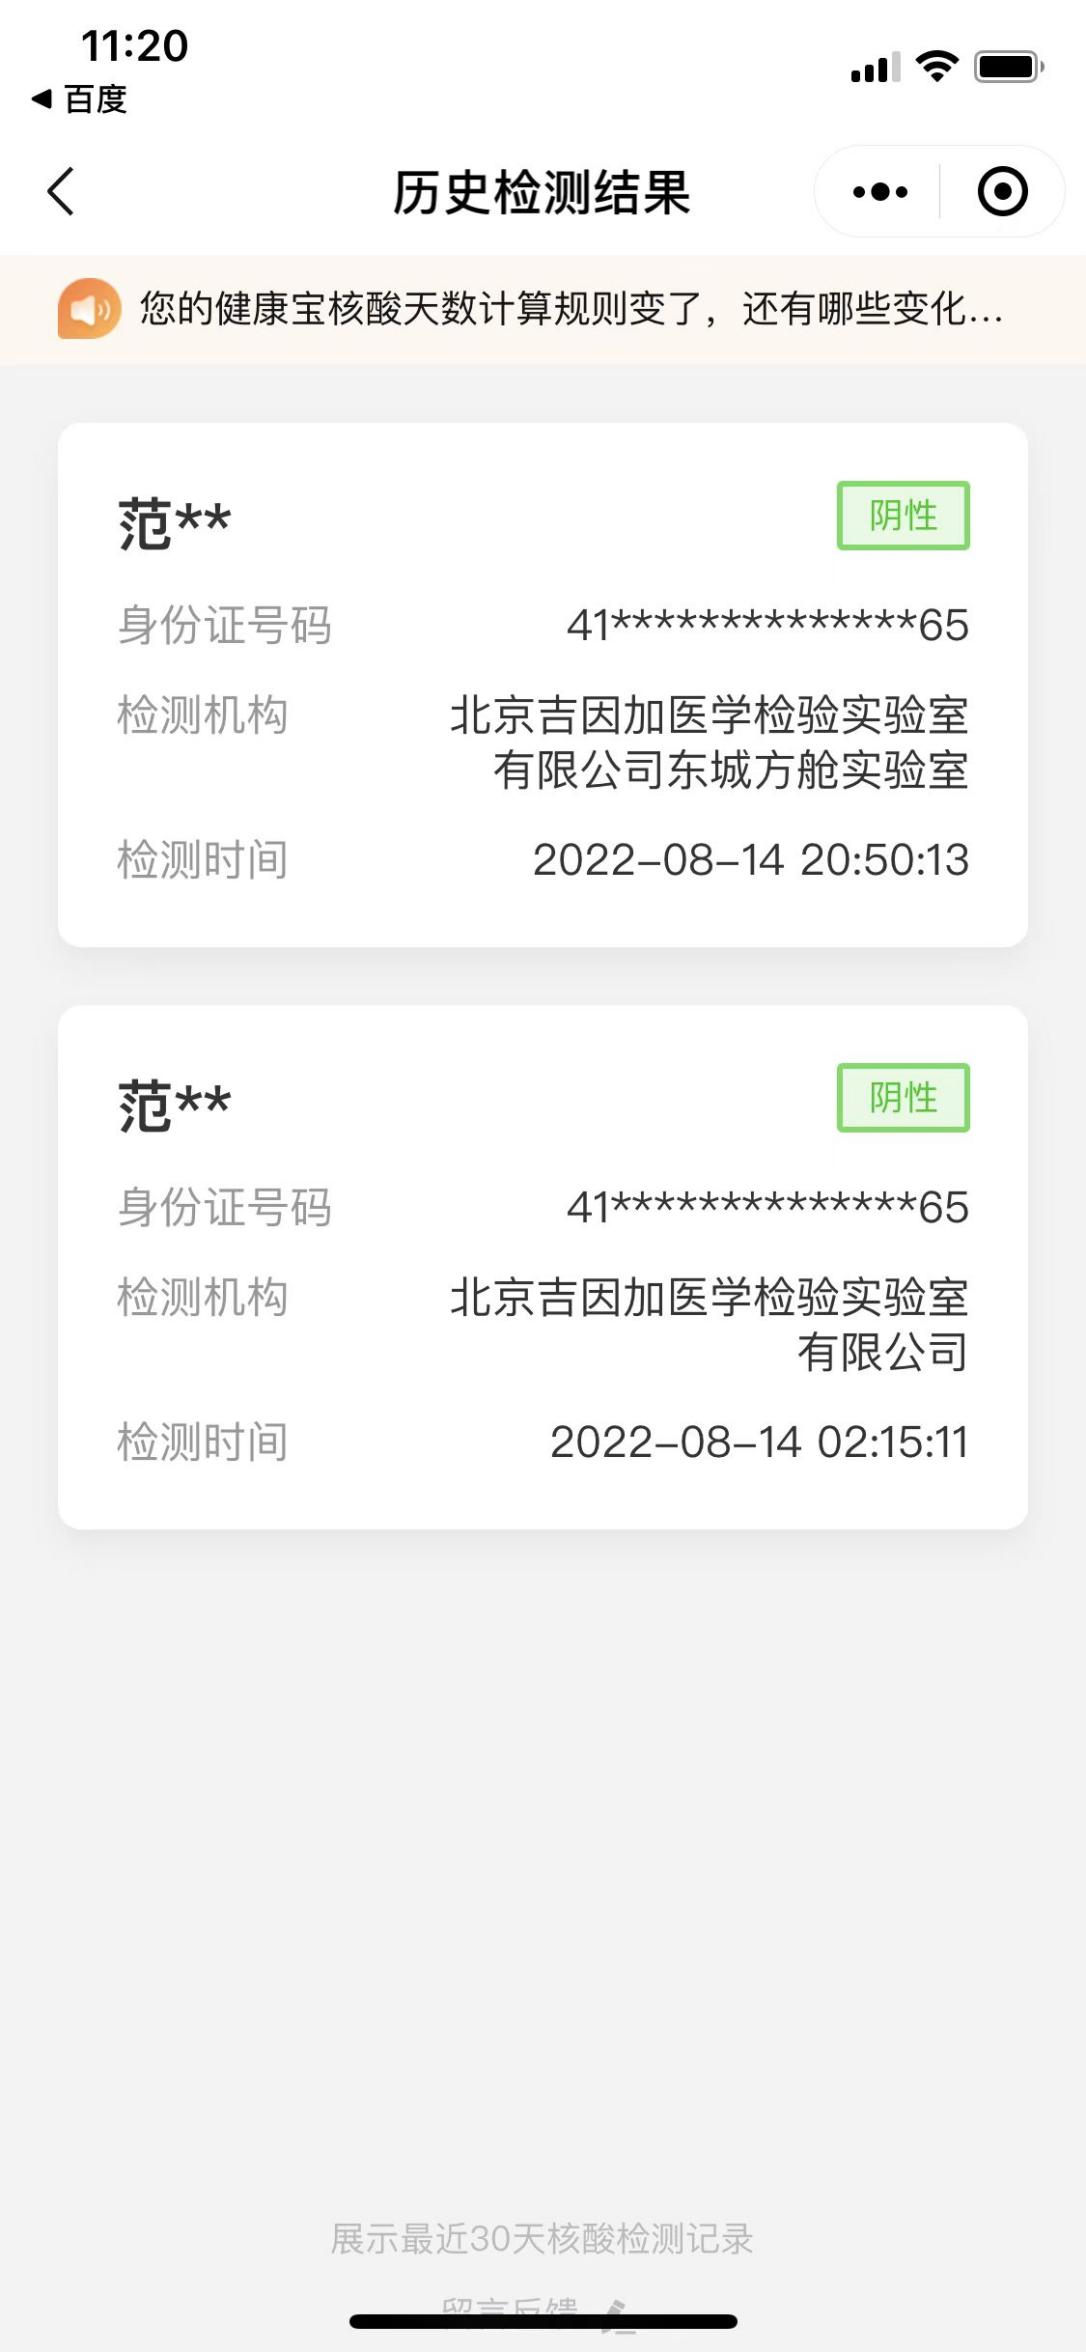 11:20
◀ 百度
历史检测结果
您的健康宝核酸天数计算规则变了，还有哪些变化...
范**
阴性
身份证号码
41**************65
检测机构
北京吉因加医学检验实验室
有限公司东城方舱实验室
检测时间
2022-08-14 20:50:13
范**
阴性
身份证号码
41**************65
检测机构
北京吉因加医学检验实验室
有限公司
检测时间
2022-08-14 02:15:11
展示最近30天核酸检测记录
留言反馈